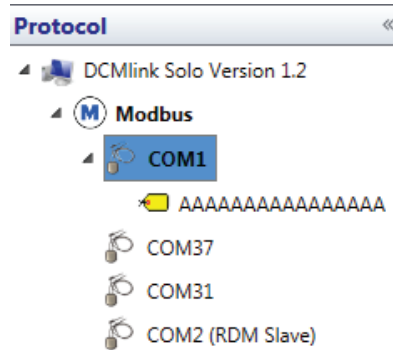 Protocol «
DCMlink Solo Version 1.2
M Modbus
COM1
AAAAAAAAAAAAAAAA
COM37
COM31
COM2 (RDM Slave)